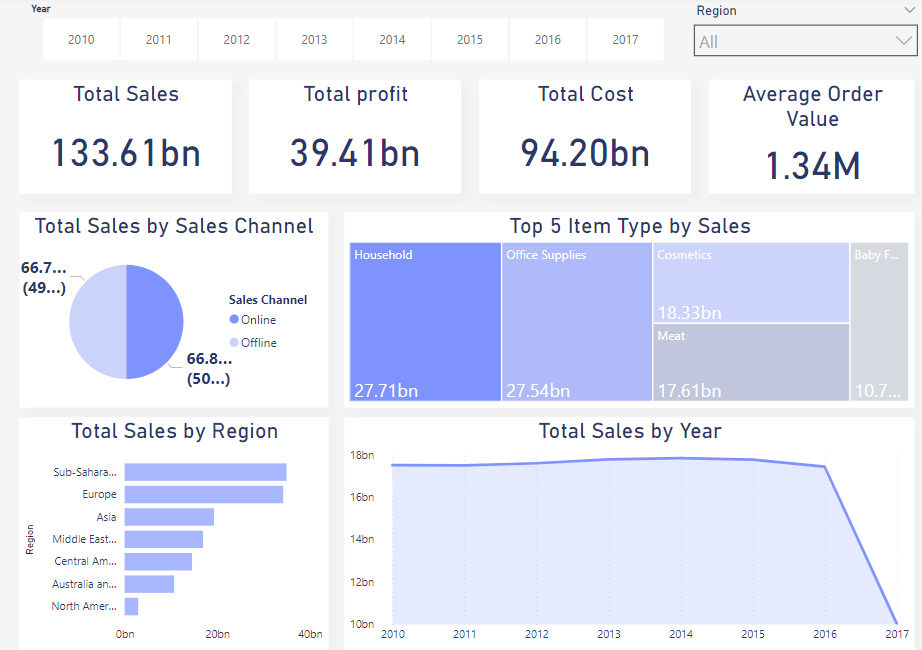 Year
Region
2010 2011 2012 2013 2014 2015 2016 2017
All
Total Sales
133.61bn
Total profit
39.41bn
Total Cost
94.20bn
Average Order
Value
1.34M
Total Sales by Sales Channel
66.7...
(49...)
Sales Channel
Online
Offline
66.8...
(50...)
Top 5 Item Type by Sales
Household
27.71bn
Office Supplies
27.54bn
Cosmetics
18.33bn
Meat
17.61bn
Baby F...
10.7...
Total Sales by Region
Region
Sub-Sahara...
Europe
Asia
Middle East...
Central Am...
Australia an...
North Amer...
0bn 20bn 40bn
Total Sales by Year
18bn
16bn
14bn
12bn
10bn
2010 2011 2012 2013 2014 2015 2016 2017